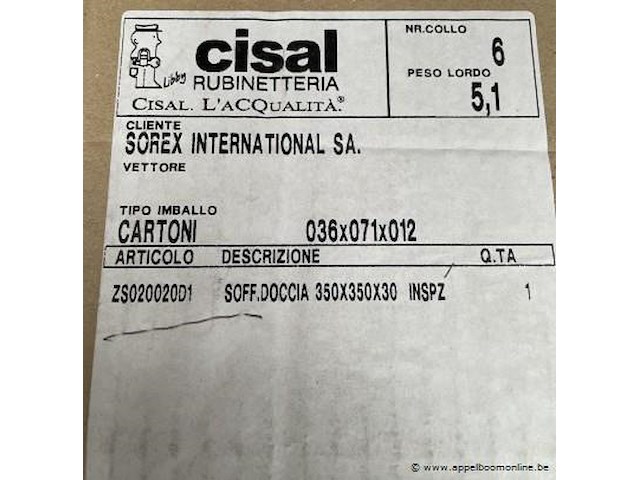 cisal
Libby
RUBINETTERIA
CISAL. L'ACQUALITÀ.®
NR.COLLO
6
PESO LORDO
5,1
CLIENTE
SOREX INTERNATIONAL SA.
VETTORE
TIPO IMBALLO
CARTONI 036x071x012
ARTICOLO DESCRIZIONE Q.TA
ZS020020D1 SOFF.DOCCIA 350X350X30 INSPZ 1
© www.appelboomonline.be